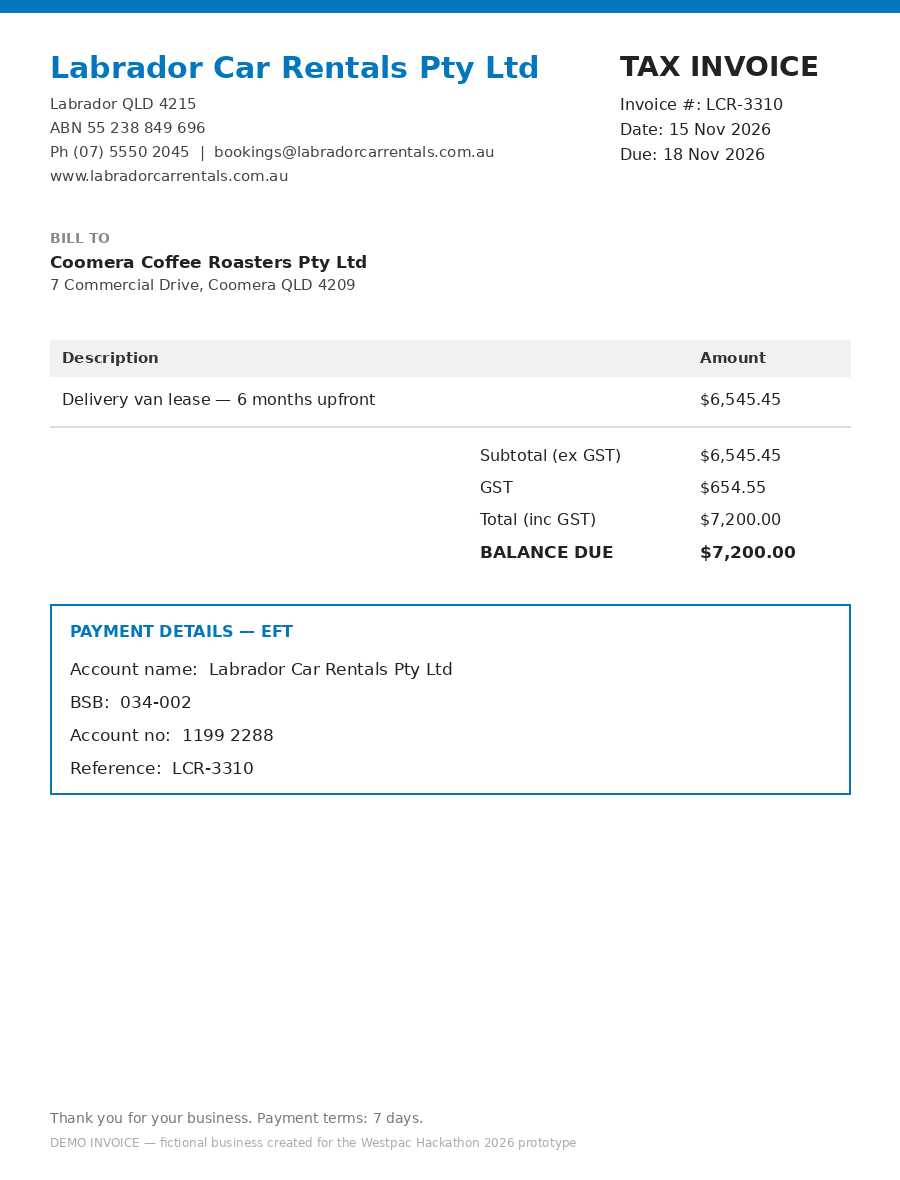 Labrador Car Rentals Pty Ltd
TAX INVOICE
Labrador QLD 4215
ABN 55 238 849 696
Ph (07) 5550 2045 | bookings@labradorcarrentals.com.au
www.labradorcarrentals.com.au
Invoice #: LCR-3310
Date: 15 Nov 2026
Due: 18 Nov 2026
BILL TO
Coomera Coffee Roasters Pty Ltd
7 Commercial Drive, Coomera QLD 4209
Description Amount
Delivery van lease — 6 months upfront $6,545.45
Subtotal (ex GST) $6,545.45
GST $654.55
Total (inc GST) $7,200.00
BALANCE DUE $7,200.00
PAYMENT DETAILS — EFT
Account name: Labrador Car Rentals Pty Ltd
BSB: 034-002
Account no: 1199 2288
Reference: LCR-3310
Thank you for your business. Payment terms: 7 days.
DEMO INVOICE — fictional business created for the Westpac Hackathon 2026 prototype